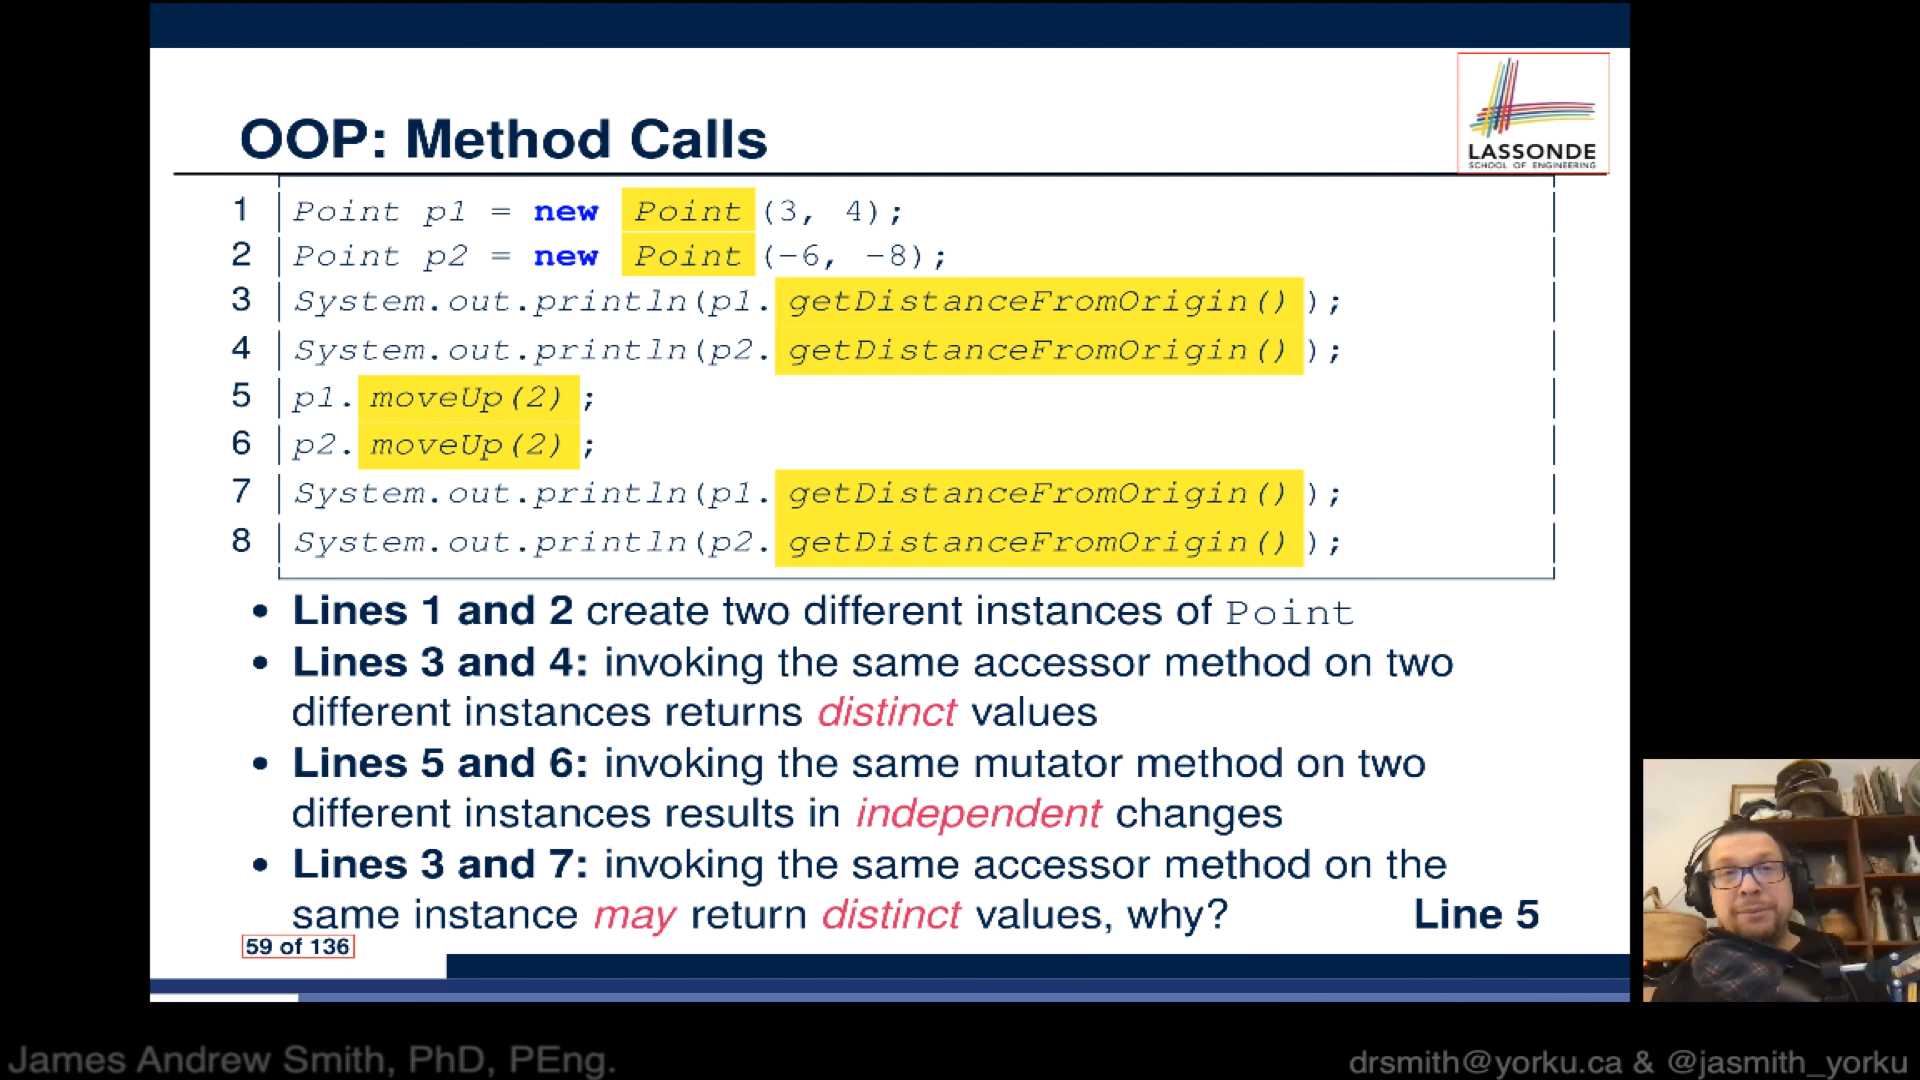 LASSONDE
SCHOOL OF ENGINEERING
OOP: Method Calls
1 Point p1 = new Point (3, 4);
2 Point p2 = new Point (−6, −8);
3 System.out.println(p1. getDistanceFromOrigin() );
4 System.out.println(p2. getDistanceFromOrigin() );
5 p1. moveUp(2) ;
6 p2. moveUp(2) ;
7 System.out.println(p1. getDistanceFromOrigin() );
8 System.out.println(p2. getDistanceFromOrigin() );
• Lines 1 and 2 create two different instances of Point
• Lines 3 and 4: invoking the same accessor method on two
different instances returns distinct values
• Lines 5 and 6: invoking the same mutator method on two
different instances results in independent changes
• Lines 3 and 7: invoking the same accessor method on the
same instance may return distinct values, why? Line 5
59 of 136
James Andrew Smith, PhD, PEng.
drsmith@yorku.ca & @jasmith_yorku